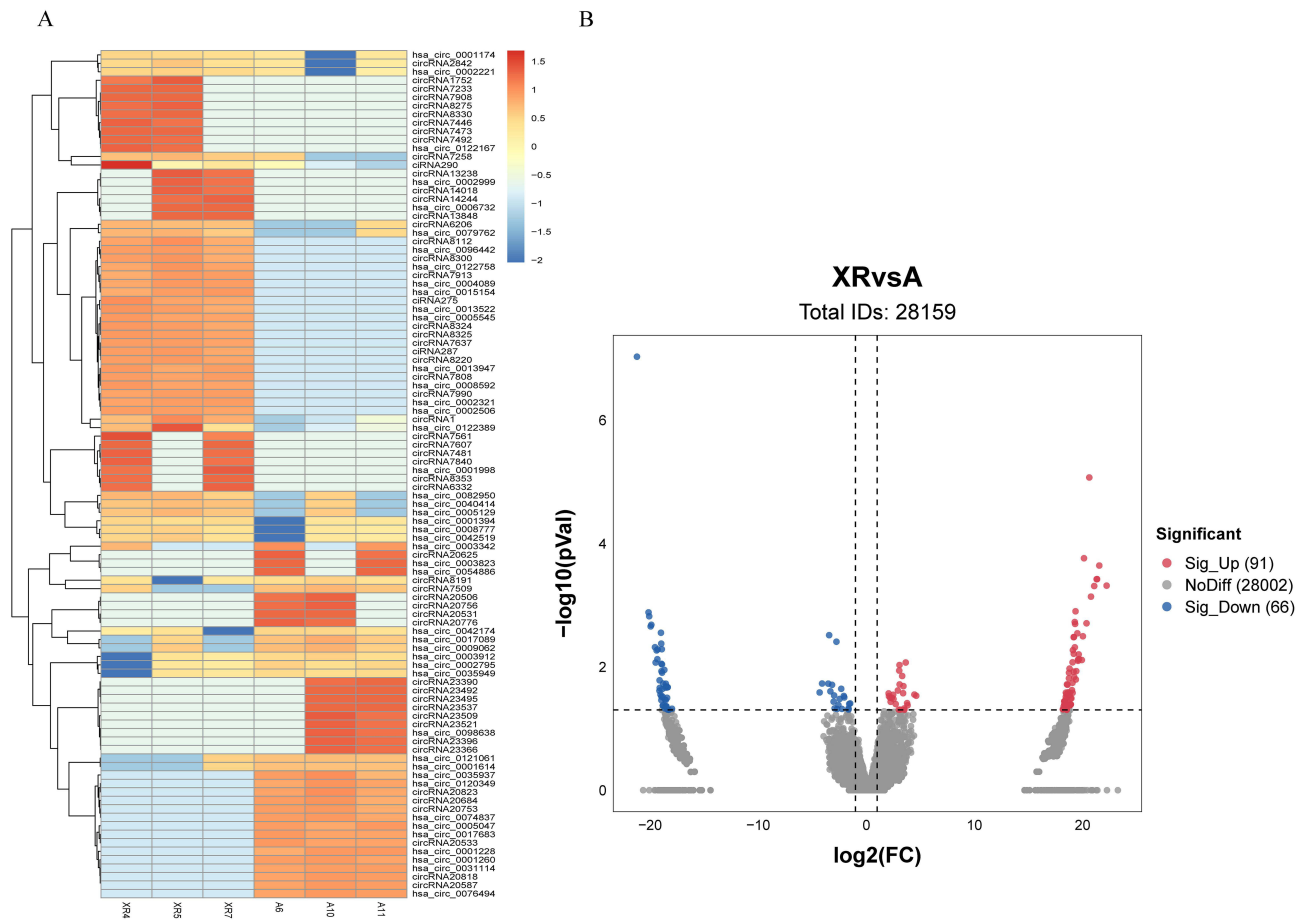 A
B
hsa_circ_0001174
circRNA2842
hsa_circ_0002221
circRNA1752
circRNA7233
circRNA7908
circRNA8275
circRNA8330
circRNA7446
circRNA7473
circRNA7492
hsa_circ_0122167
circRNA7258
ciRNA290
circRNA13238
hsa_circ_0002999
circRNA14018
circRNA14244
hsa_circ_0006732
circRNA13848
circRNA6206
hsa_circ_0079762
circRNA8112
hsa_circ_0096442
circRNA8300
hsa_circ_0122758
circRNA7913
hsa_circ_0004089
hsa_circ_0015154
ciRNA275
hsa_circ_0013522
hsa_circ_0005545
circRNA8324
circRNA8325
circRNA7637
ciRNA287
circRNA8220
hsa_circ_0013947
circRNA7808
hsa_circ_0008592
circRNA7990
hsa_circ_0002321
hsa_circ_0002506
circRNA1
hsa_circ_0122389
circRNA7561
circRNA7607
circRNA7481
circRNA7840
hsa_circ_0001998
circRNA8353
circRNA6332
hsa_circ_0082950
hsa_circ_0040414
hsa_circ_0005129
hsa_circ_0001394
hsa_circ_0008777
hsa_circ_0042519
hsa_circ_0003342
circRNA20625
hsa_circ_0003823
hsa_circ_0054886
circRNA8191
circRNA7509
circRNA20506
circRNA20756
circRNA20531
circRNA20776
hsa_circ_0042174
hsa_circ_0017089
hsa_circ_0009062
hsa_circ_0003912
hsa_circ_0002795
hsa_circ_0035949
circRNA23390
circRNA23492
circRNA23495
circRNA23537
circRNA23509
circRNA23521
hsa_circ_0098638
circRNA23396
circRNA23366
hsa_circ_0121061
hsa_circ_0001614
hsa_circ_0035937
hsa_circ_0120349
circRNA20823
circRNA20684
circRNA20753
hsa_circ_0074837
hsa_circ_0005047
hsa_circ_0017683
circRNA20533
hsa_circ_0001228
hsa_circ_0001260
hsa_circ_0031114
circRNA20818
circRNA20587
hsa_circ_0076494
XR4 XR5 XR7 A6 A10 A11
1.5
1
0.5
0
−0.5
−1
−1.5
−2
XRvsA
Total IDs: 28159
−log10(pVal)
6
4
2
0
−20 −10 0 10 20
log2(FC)
Significant
Sig_Up (91)
NoDiff (28002)
Sig_Down (66)